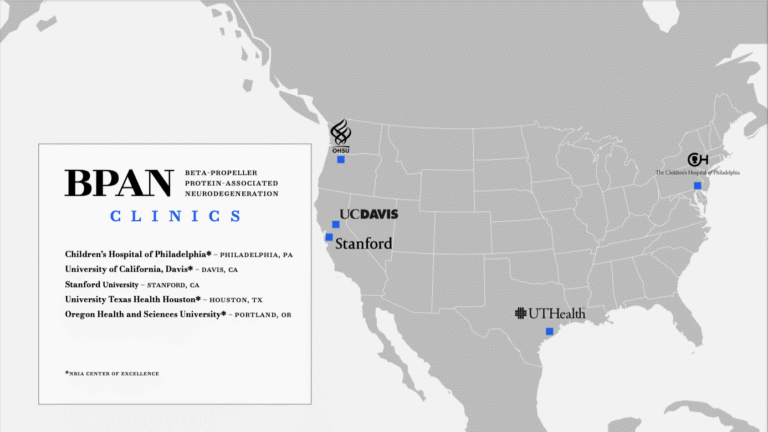 BPAN
BETA-PROPELLER
PROTEIN-ASSOCIATED
NEURODEGENERATION
CLINICS
Children's Hospital of Philadelphia* – PHILADELPHIA, PA
University of California, Davis* – DAVIS, CA
Stanford University – STANFORD, CA
University Texas Health Houston* – HOUSTON, TX
Oregon Health and Sciences University* – PORTLAND, OR
*NBIA CENTER OF EXCELLENCE
OHSU
UCDAVIS
Stanford
UTHealth
CH
The Children's Hospital of Philadelphia